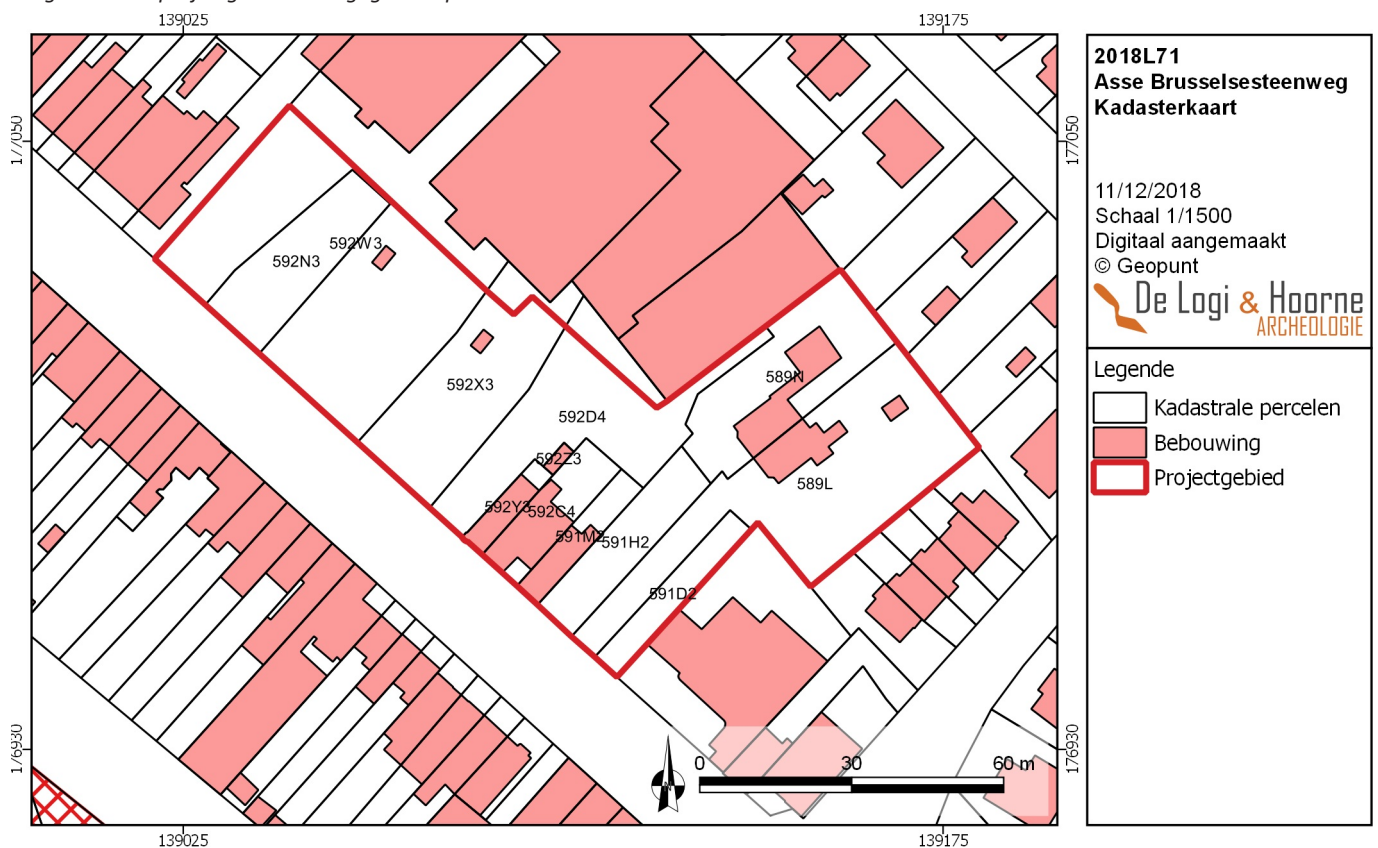 139025
139175
177050
177050
176930
176930
592W3
592N3
592X3
589N
592D4
592Z3
589L
592Y3
592C4
591M2
591H2
591D2
0 30 60 m
N
139025
139175
2018L71
Asse Brusselsesteenweg
Kadasterkaart
11/12/2018
Schaal 1/1500
Digitaal aangemaakt
© Geopunt
De Logi & Hoorne
ARCHEOLOGIE
Legende
Kadastrale percelen
Bebouwing
Projectgebied